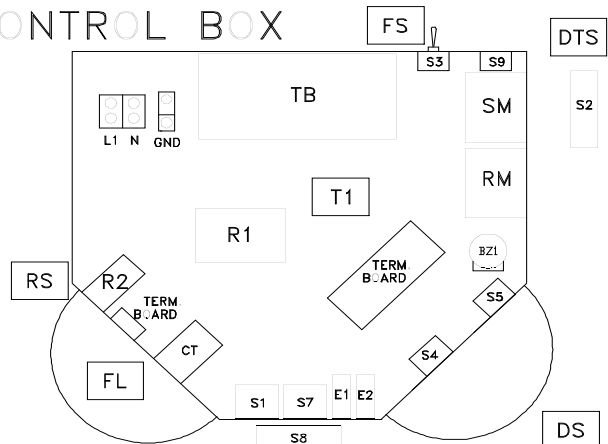 ONTROL BOX
FS
DTS
S3
S9
TB
SM
S2
L1 N GND
RM
T1
R1
BZ1
TERM.
BOARD
RS
R2
S5
TERM.
BOARD
CT
S4
FL
S1
S7
E1
E2
S8
DS